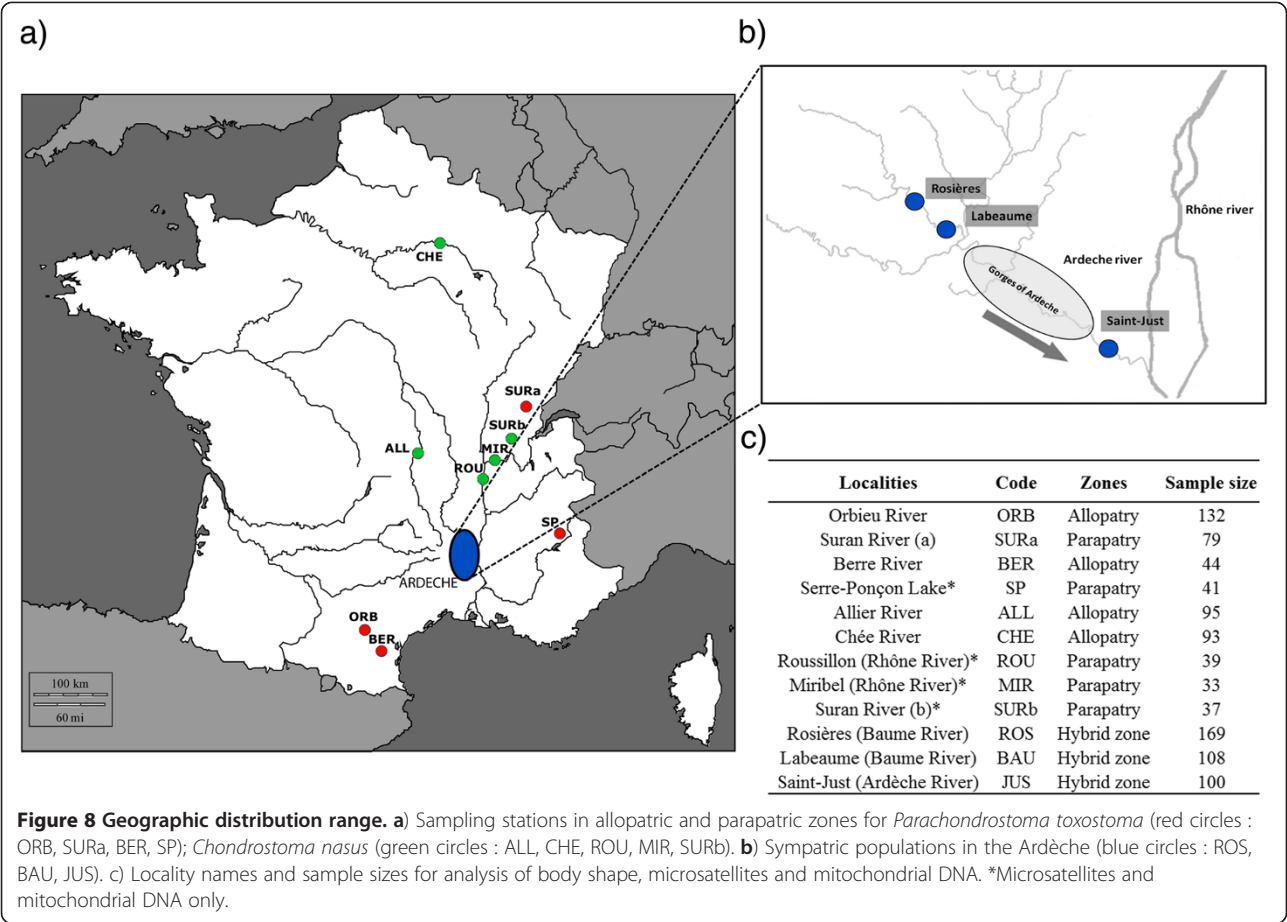 a)
CHE
SURa
SURb
MIR
ALL
ROU
SP
ARDECHE
ORB
BER
100 km
60 mi
b)
Rosières
Labeaume
Rhône river
Ardeche river
Gorges of Ardeche
Saint-Just
c)
Localities Code Zones Sample size
Orbieu River ORB Allopatry 132
Suran River (a) SURa Parapatry 79
Berre River BER Allopatry 44
Serre-Ponçon Lake* SP Parapatry 41
Allier River ALL Allopatry 95
Chée River CHE Allopatry 93
Roussillon (Rhône River)* ROU Parapatry 39
Miribel (Rhône River)* MIR Parapatry 33
Suran River (b)* SURb Parapatry 37
Rosières (Baume River) ROS Hybrid zone 169
Labeaume (Baume River) BAU Hybrid zone 108
Saint-Just (Ardèche River) JUS Hybrid zone 100
Figure 8 Geographic distribution range. a) Sampling stations in allopatric and parapatric zones for Parachondrostoma toxostoma (red circles :
ORB, SURa, BER, SP); Chondrostoma nasus (green circles : ALL, CHE, ROU, MIR, SURb). b) Sympatric populations in the Ardèche (blue circles : ROS,
BAU, JUS). c) Locality names and sample sizes for analysis of body shape, microsatellites and mitochondrial DNA. *Microsatellites and
mitochondrial DNA only.